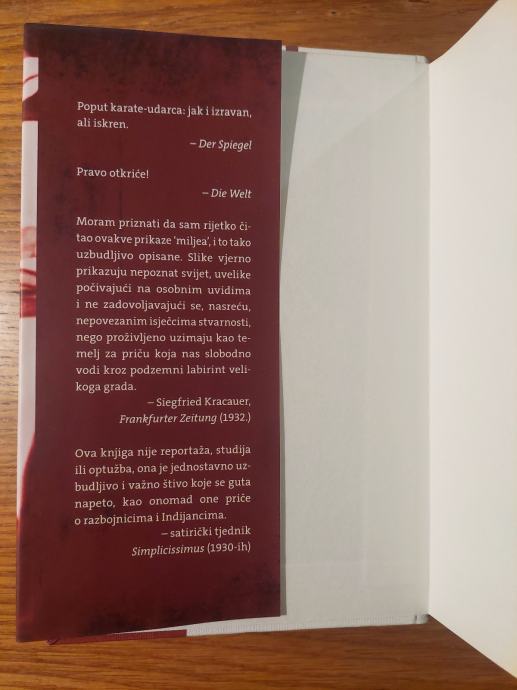 Poput karate-udarca: jak i izravan,
ali iskren.
– Der Spiegel
Pravo otkriće!
– Die Welt
Moram priznati da sam rijetko či-
tao ovakve prikaze 'miljea', i to tako
uzbudljivo opisane. Slike vjerno
prikazuju nepoznat svijet, uvelike
počivajući na osobnim uvidima
i ne zadovoljavajući se, nasreću,
nepovezanim isječcima stvarnosti,
nego proživljeno uzimaju kao te-
melj za priču koja nas slobodno
vodi kroz podzemni labirint veli-
koga grada.
– Siegfried Kracauer,
Frankfurter Zeitung (1932.)
Ova knjiga nije reportaža, studija
ili optužba, ona je jednostavno uz-
budljivo i važno štivo koje se guta
napeto, kao onomad one priče
o razbojnicima i Indijancima.
– satirički tjednik
Simplicissimus (1930-ih)